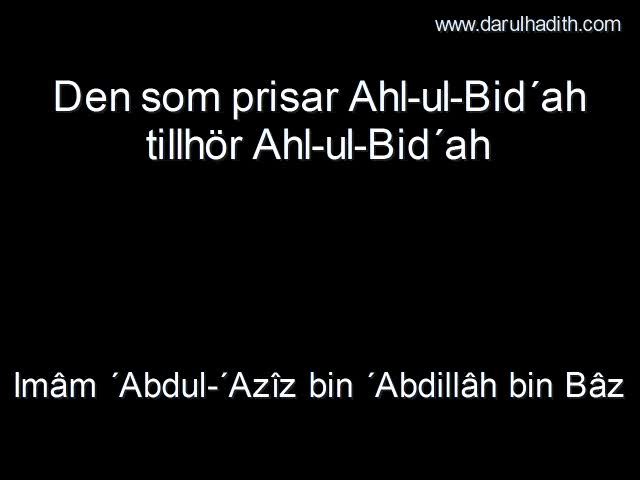 www.darulhadith.com
Den som prisar Ahl-ul-Bid´ah
tillhör Ahl-ul-Bid´ah
Imâm ´Abdul-´Azîz bin ´Abdillâh bin Bâz